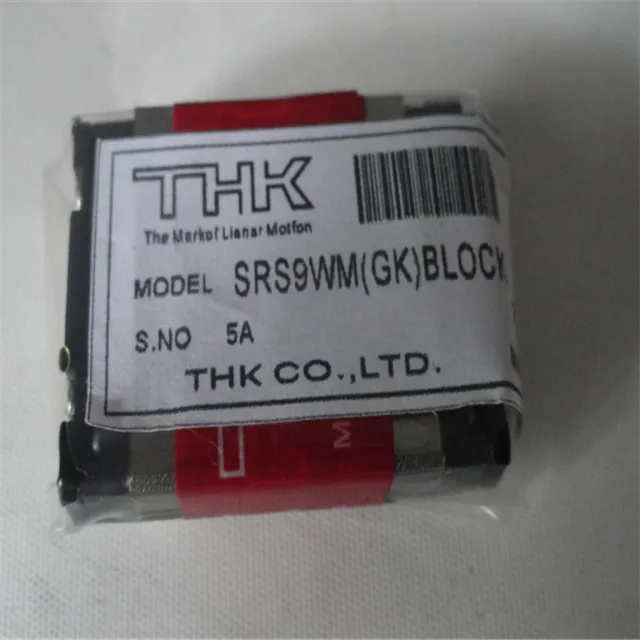 THK
The Markof Lianar Motfon
MODEL SRS9WM(GK)BLOCK
S.NO 5A
THK CO.,LTD.
M